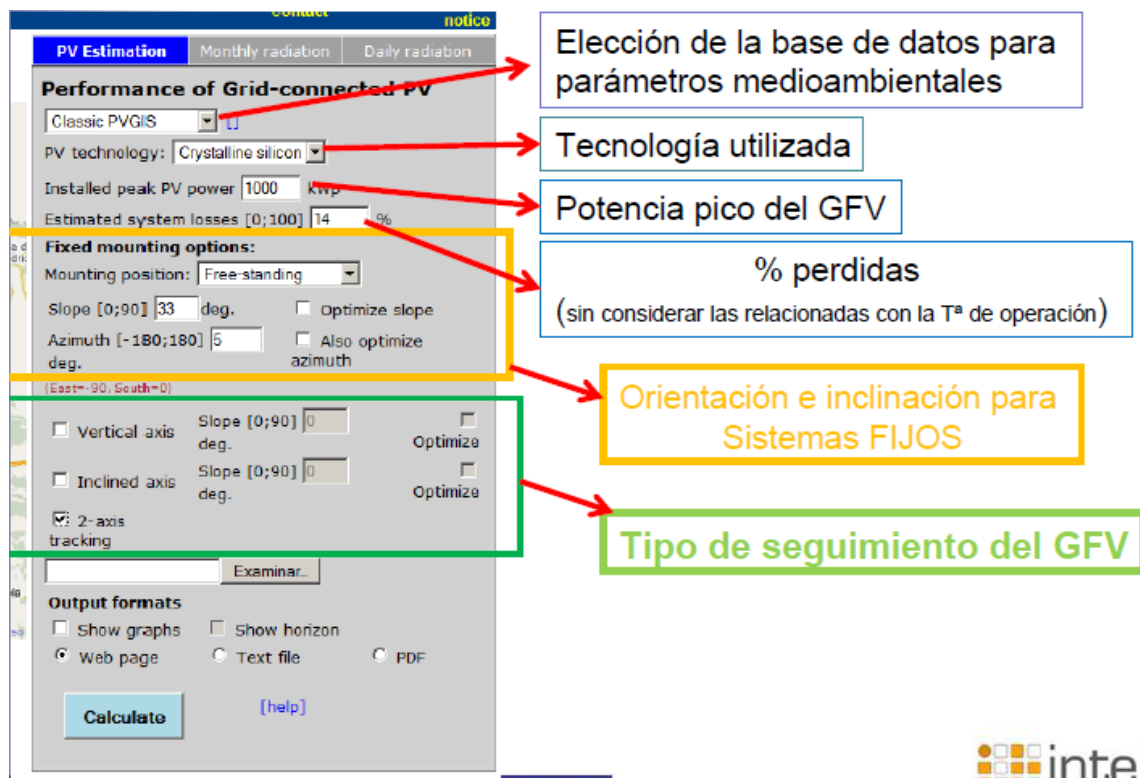 contact
notice
PV Estimation
Monthly radiation
Daily radiation
Performance of Grid-connected PV
Classic PVGIS
[]
PV technology: Crystalline silicon
Installed peak PV power 1000 kWp
Estimated system losses [0;100] 14 %
Fixed mounting options:
Mounting position: Free-standing
Slope [0;90] 33 deg.
Optimize slope
Azimuth [-180;180] 5
deg.
Also optimize
azimuth
(East=-90, South=0)
Vertical axis
Slope [0;90] 0
deg.
Optimize
Inclined axis
Slope [0;90] 0
deg.
Optimize
2-axis
tracking
Examinar...
Output formats
Show graphs
Show horizon
Web page
Text file
PDF
Calculate
[help]
Elección de la base de datos para
parámetros medioambientales
Tecnología utilizada
Potencia pico del GFV
% perdidas
(sin considerar las relacionadas con la Tª de operación)
Orientación e inclinación para
Sistemas FIJOS
Tipo de seguimiento del GFV
inte